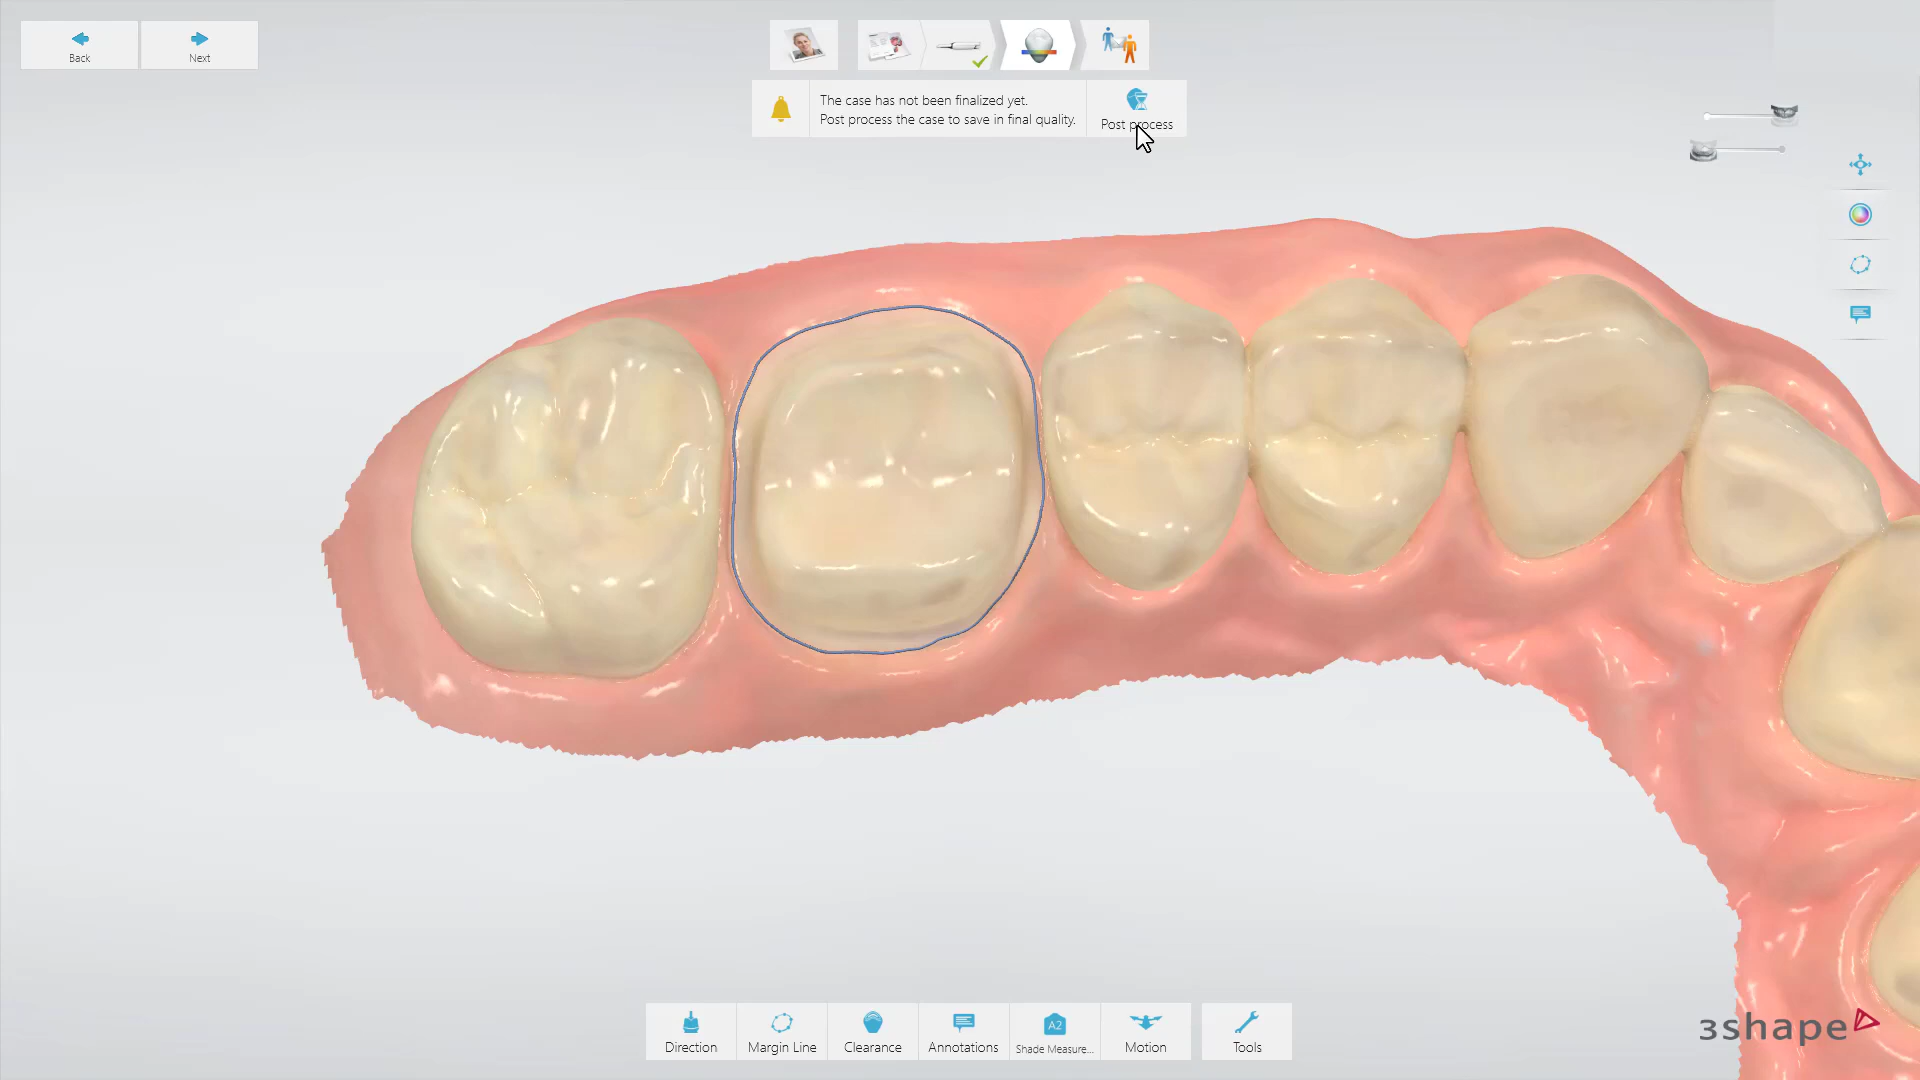 Back
Next
The case has not been finalized yet.
Post process the case to save in final quality.
Post process
Direction
Margin Line
Clearance
Annotations
A2
Shade Measure...
Motion
Tools
3shape